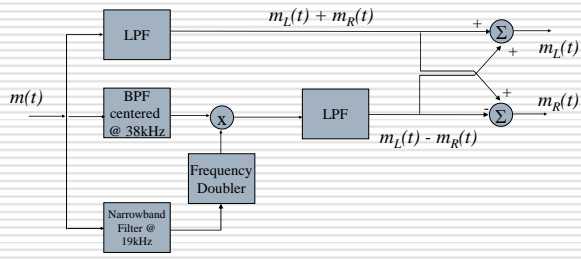 m_L(t) + m_R(t)
LPF
+
Σ
+
m_L(t)
m(t)
BPF
centered
@ 38kHz
x
LPF
+
-
Σ
m_R(t)
m_L(t) - m_R(t)
Frequency
Doubler
Narrowband
Filter @
19kHz